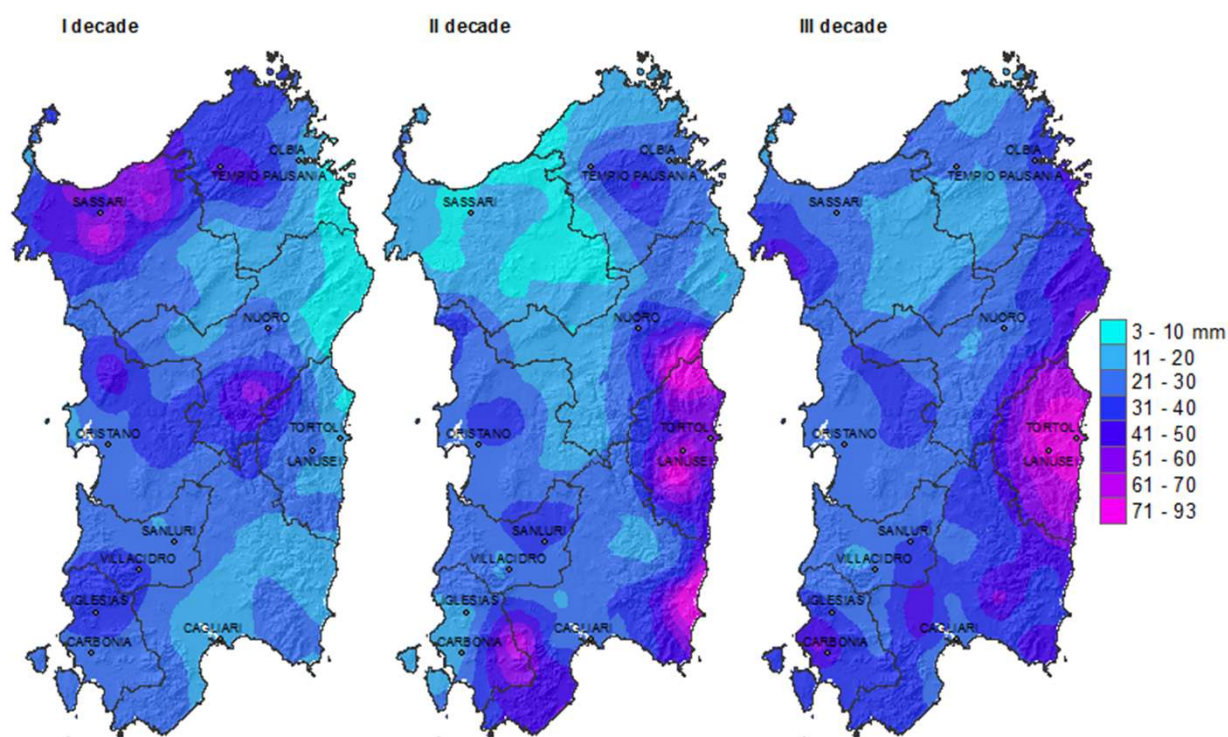 I decade
II decade
III decade
OLBIA
TEMPIO PAUSANIA
SASSARI
NUORO
ORISTANO
TORTOLI
LANUSEI
SANLURI
VILLACIDRO
IGLESIAS
CARBONIA
CAGLIARI
OLBIA
TEMPIO PAUSANIA
SASSARI
NUORO
ORISTANO
TORTOLI
LANUSEI
SANLURI
VILLACIDRO
IGLESIAS
CARBONIA
CAGLIARI
OLBIA
TEMPIO PAUSANIA
SASSARI
NUORO
ORISTANO
TORTOLI
LANUSEI
SANLURI
VILLACIDRO
IGLESIAS
CARBONIA
CAGLIARI
3 - 10 mm
11 - 20
21 - 30
31 - 40
41 - 50
51 - 60
61 - 70
71 - 93